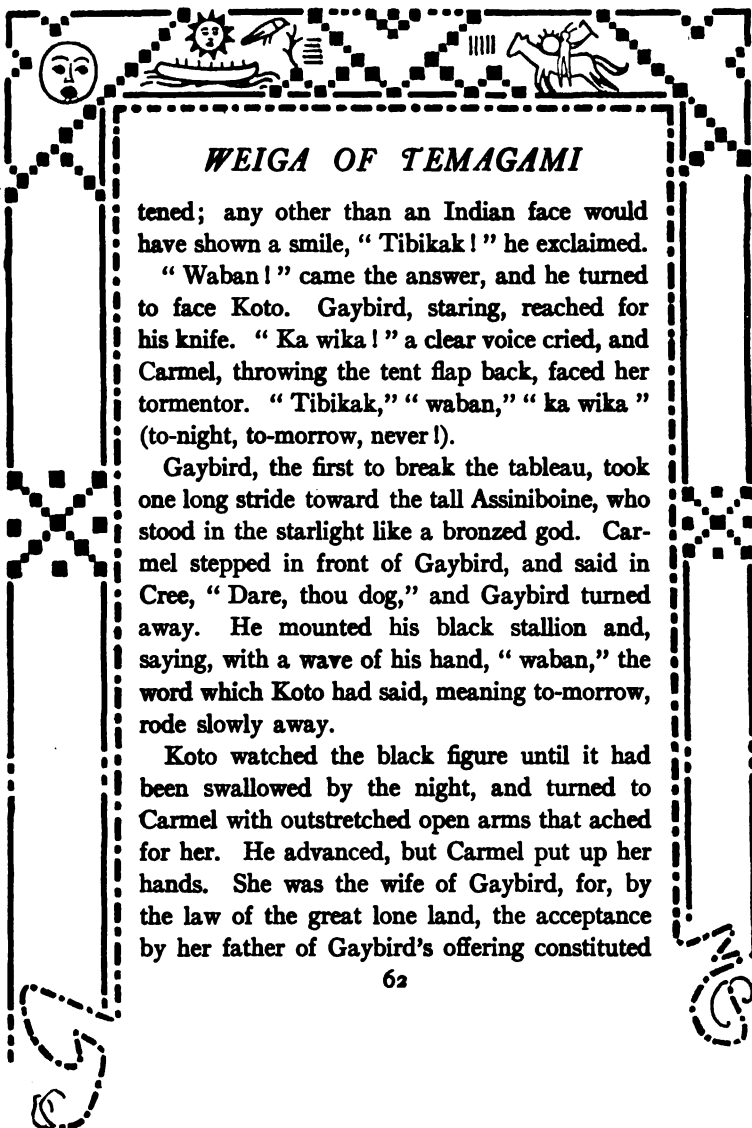 WEIGA OF TEMAGAMI
tened; any other than an Indian face would
have shown a smile, “ Tibikak ! ” he exclaimed.
“ Waban ! ” came the answer, and he turned
to face Koto. Gaybird, staring, reached for
his knife. “ Ka wika ! ” a clear voice cried, and
Carmel, throwing the tent flap back, faced her
tormentor. “ Tibikak,” “ waban,” “ ka wika ”
(to-night, to-morrow, never !).
Gaybird, the first to break the tableau, took
one long stride toward the tall Assiniboine, who
stood in the starlight like a bronzed god. Car-
mel stepped in front of Gaybird, and said in
Cree, “ Dare, thou dog,” and Gaybird turned
away. He mounted his black stallion and,
saying, with a wave of his hand, “ waban,” the
word which Koto had said, meaning to-morrow,
rode slowly away.
Koto watched the black figure until it had
been swallowed by the night, and turned to
Carmel with outstretched open arms that ached
for her. He advanced, but Carmel put up her
hands. She was the wife of Gaybird, for, by
the law of the great lone land, the acceptance
by her father of Gaybird’s offering constituted
62